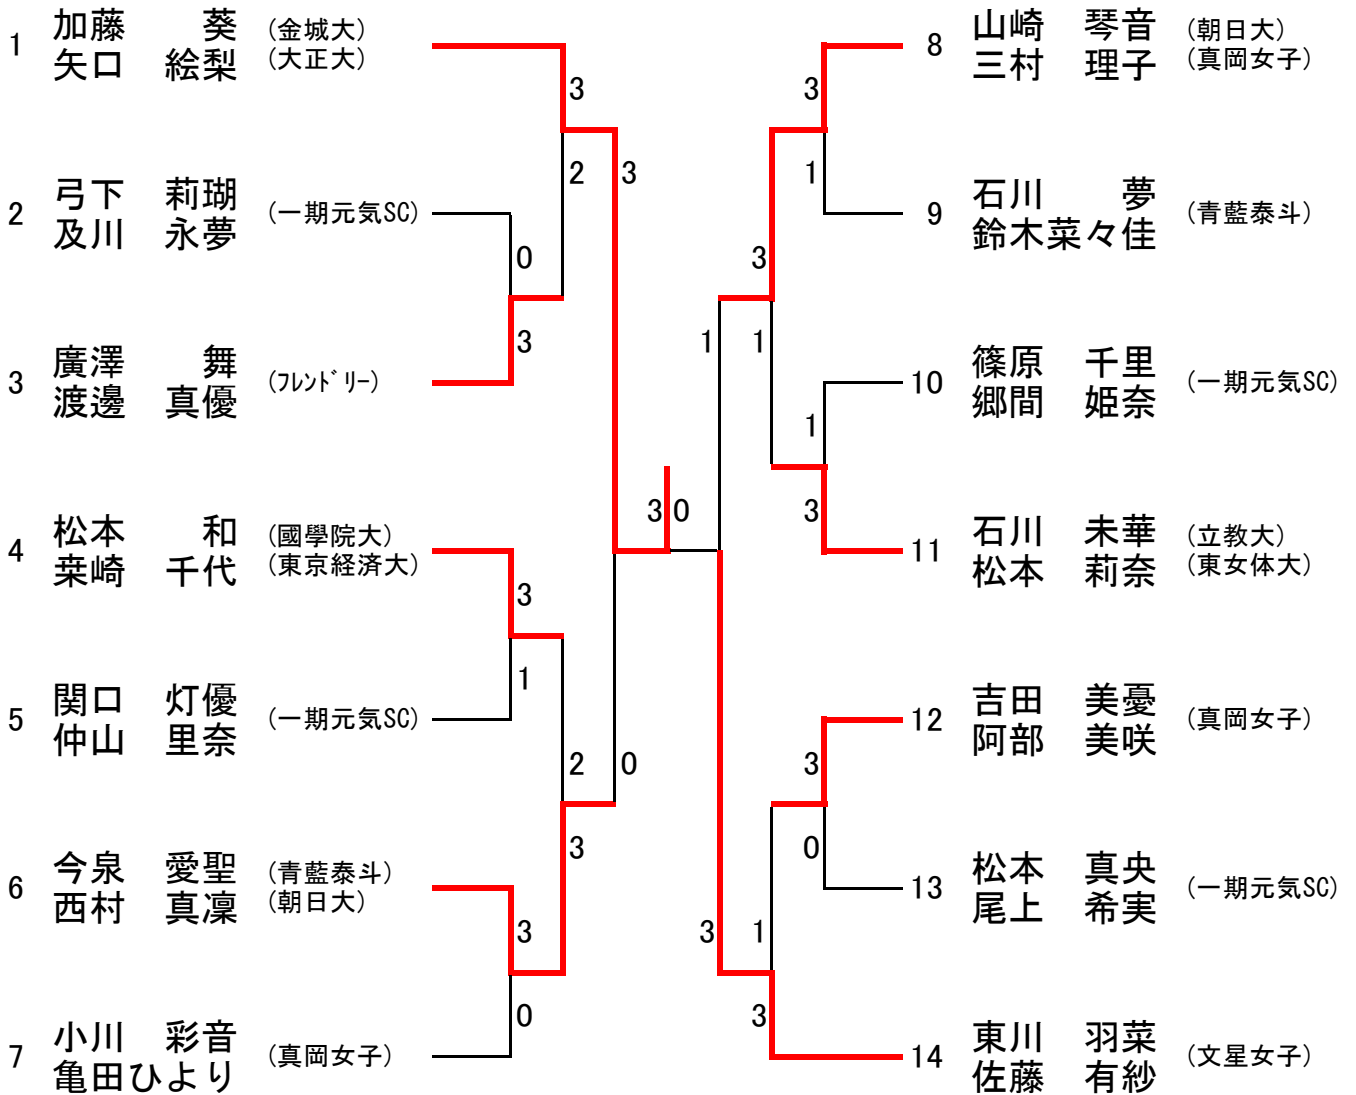 1 加藤　　葵 (金城大)
矢口　絵梨 (大正大)
3
2 3
2 弓下　莉瑚 (一期元気SC)
及川　永夢
0
3
3 廣澤　　舞 (ﾌﾚﾝﾄﾞﾘｰ)
渡邊　真優
3 0
4 松本　　和 (國學院大)
桒崎　千代 (東京経済大)
3
1
5 関口　灯優 (一期元気SC)
仲山　里奈
2 0
3
6 今泉　愛聖 (青藍泰斗)
西村　真凜 (朝日大)
3
0
7 小川　彩音 (真岡女子)
亀田ひより
8 山崎　琴音 (朝日大)
三村　理子 (真岡女子)
3
1
9 石川　　夢 (青藍泰斗)
鈴木菜々佳
3
1 1
10 篠原　千里 (一期元気SC)
郷間　姫奈
1
3
11 石川　未華 (立教大)
松本　莉奈 (東女体大)
12 吉田　美憂 (真岡女子)
阿部　美咲
3
0
13 松本　真央 (一期元気SC)
尾上　希実
3 1
3
14 東川　羽菜 (文星女子)
佐藤　有紗